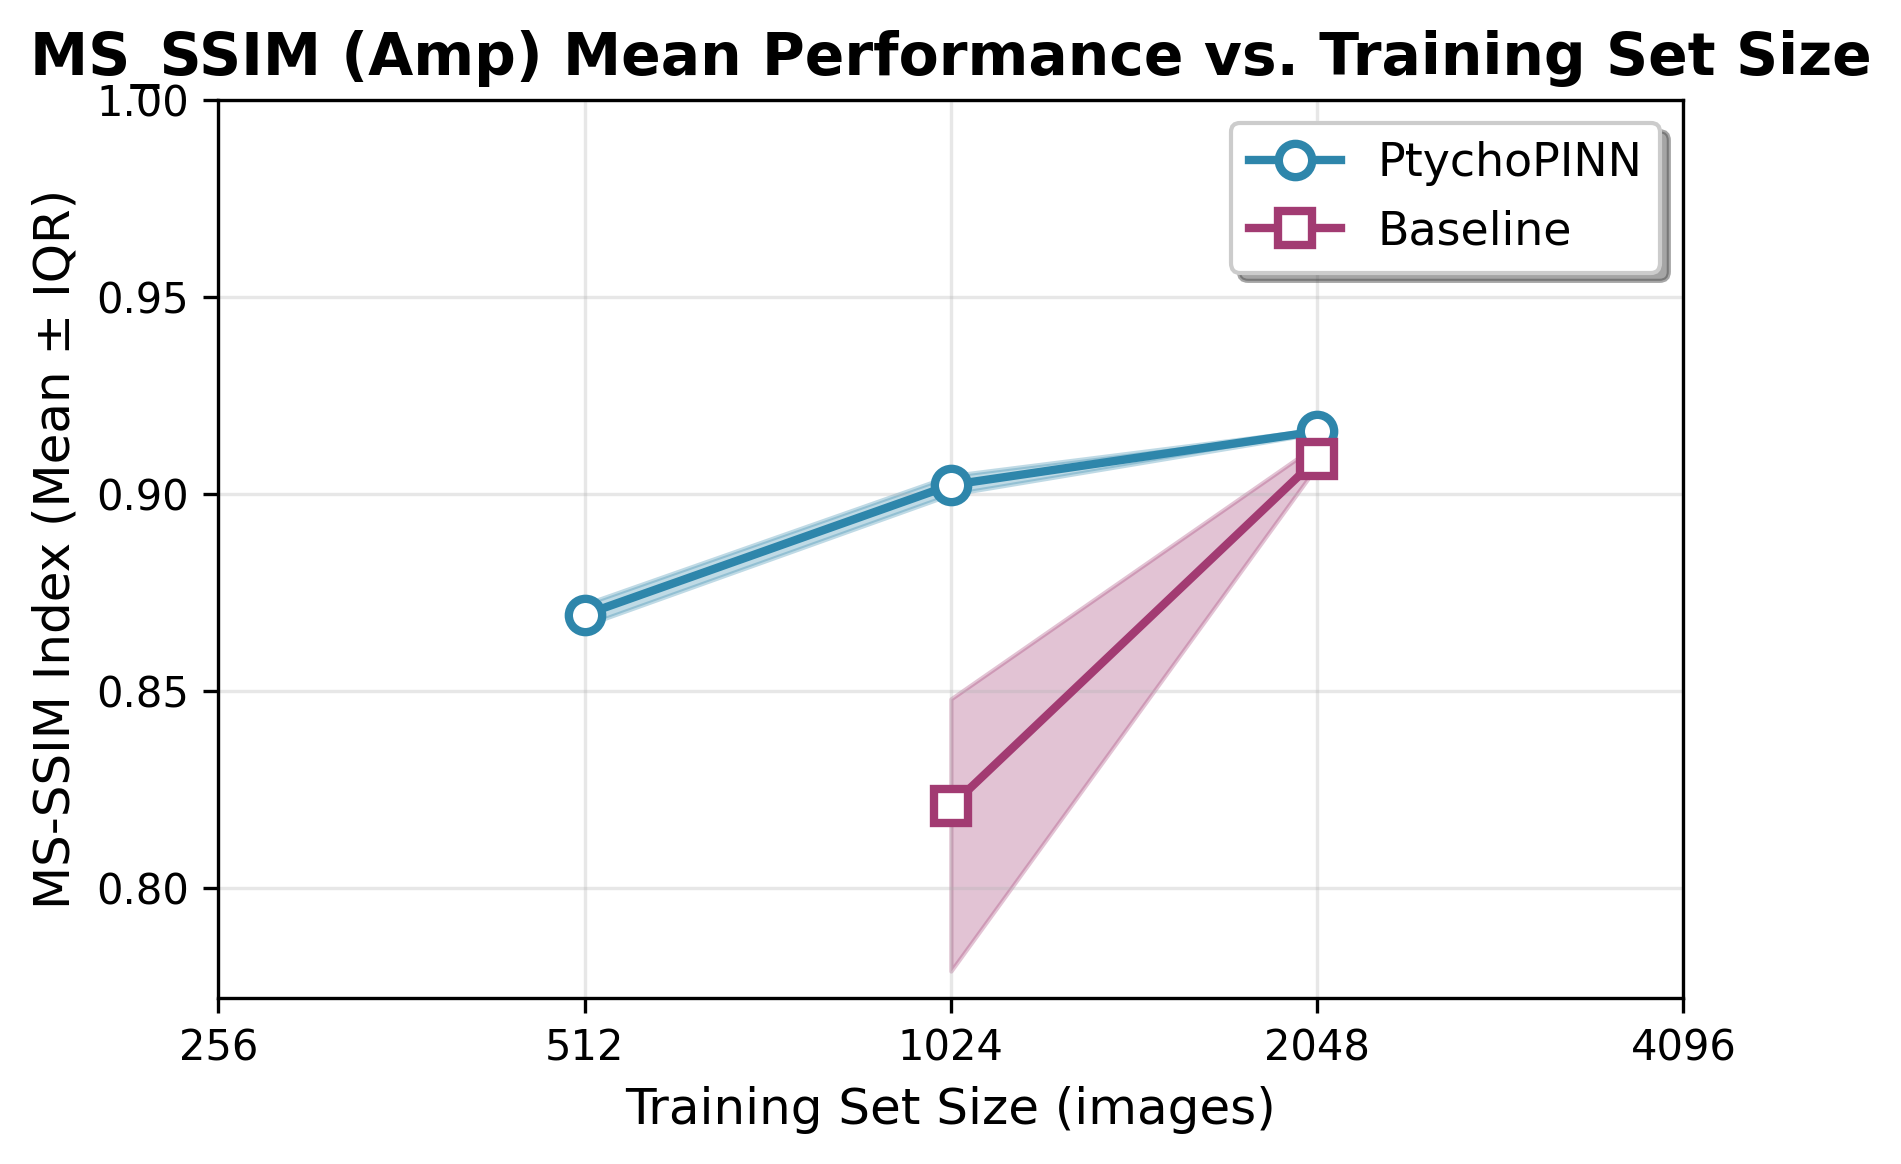 MS_SSIM (Amp) Mean Performance vs. Training Set Size
MS-SSIM Index (Mean ± IQR)
1.00
0.95
0.90
0.85
0.80
PtychoPINN
Baseline
256 512 1024 2048 4096
Training Set Size (images)